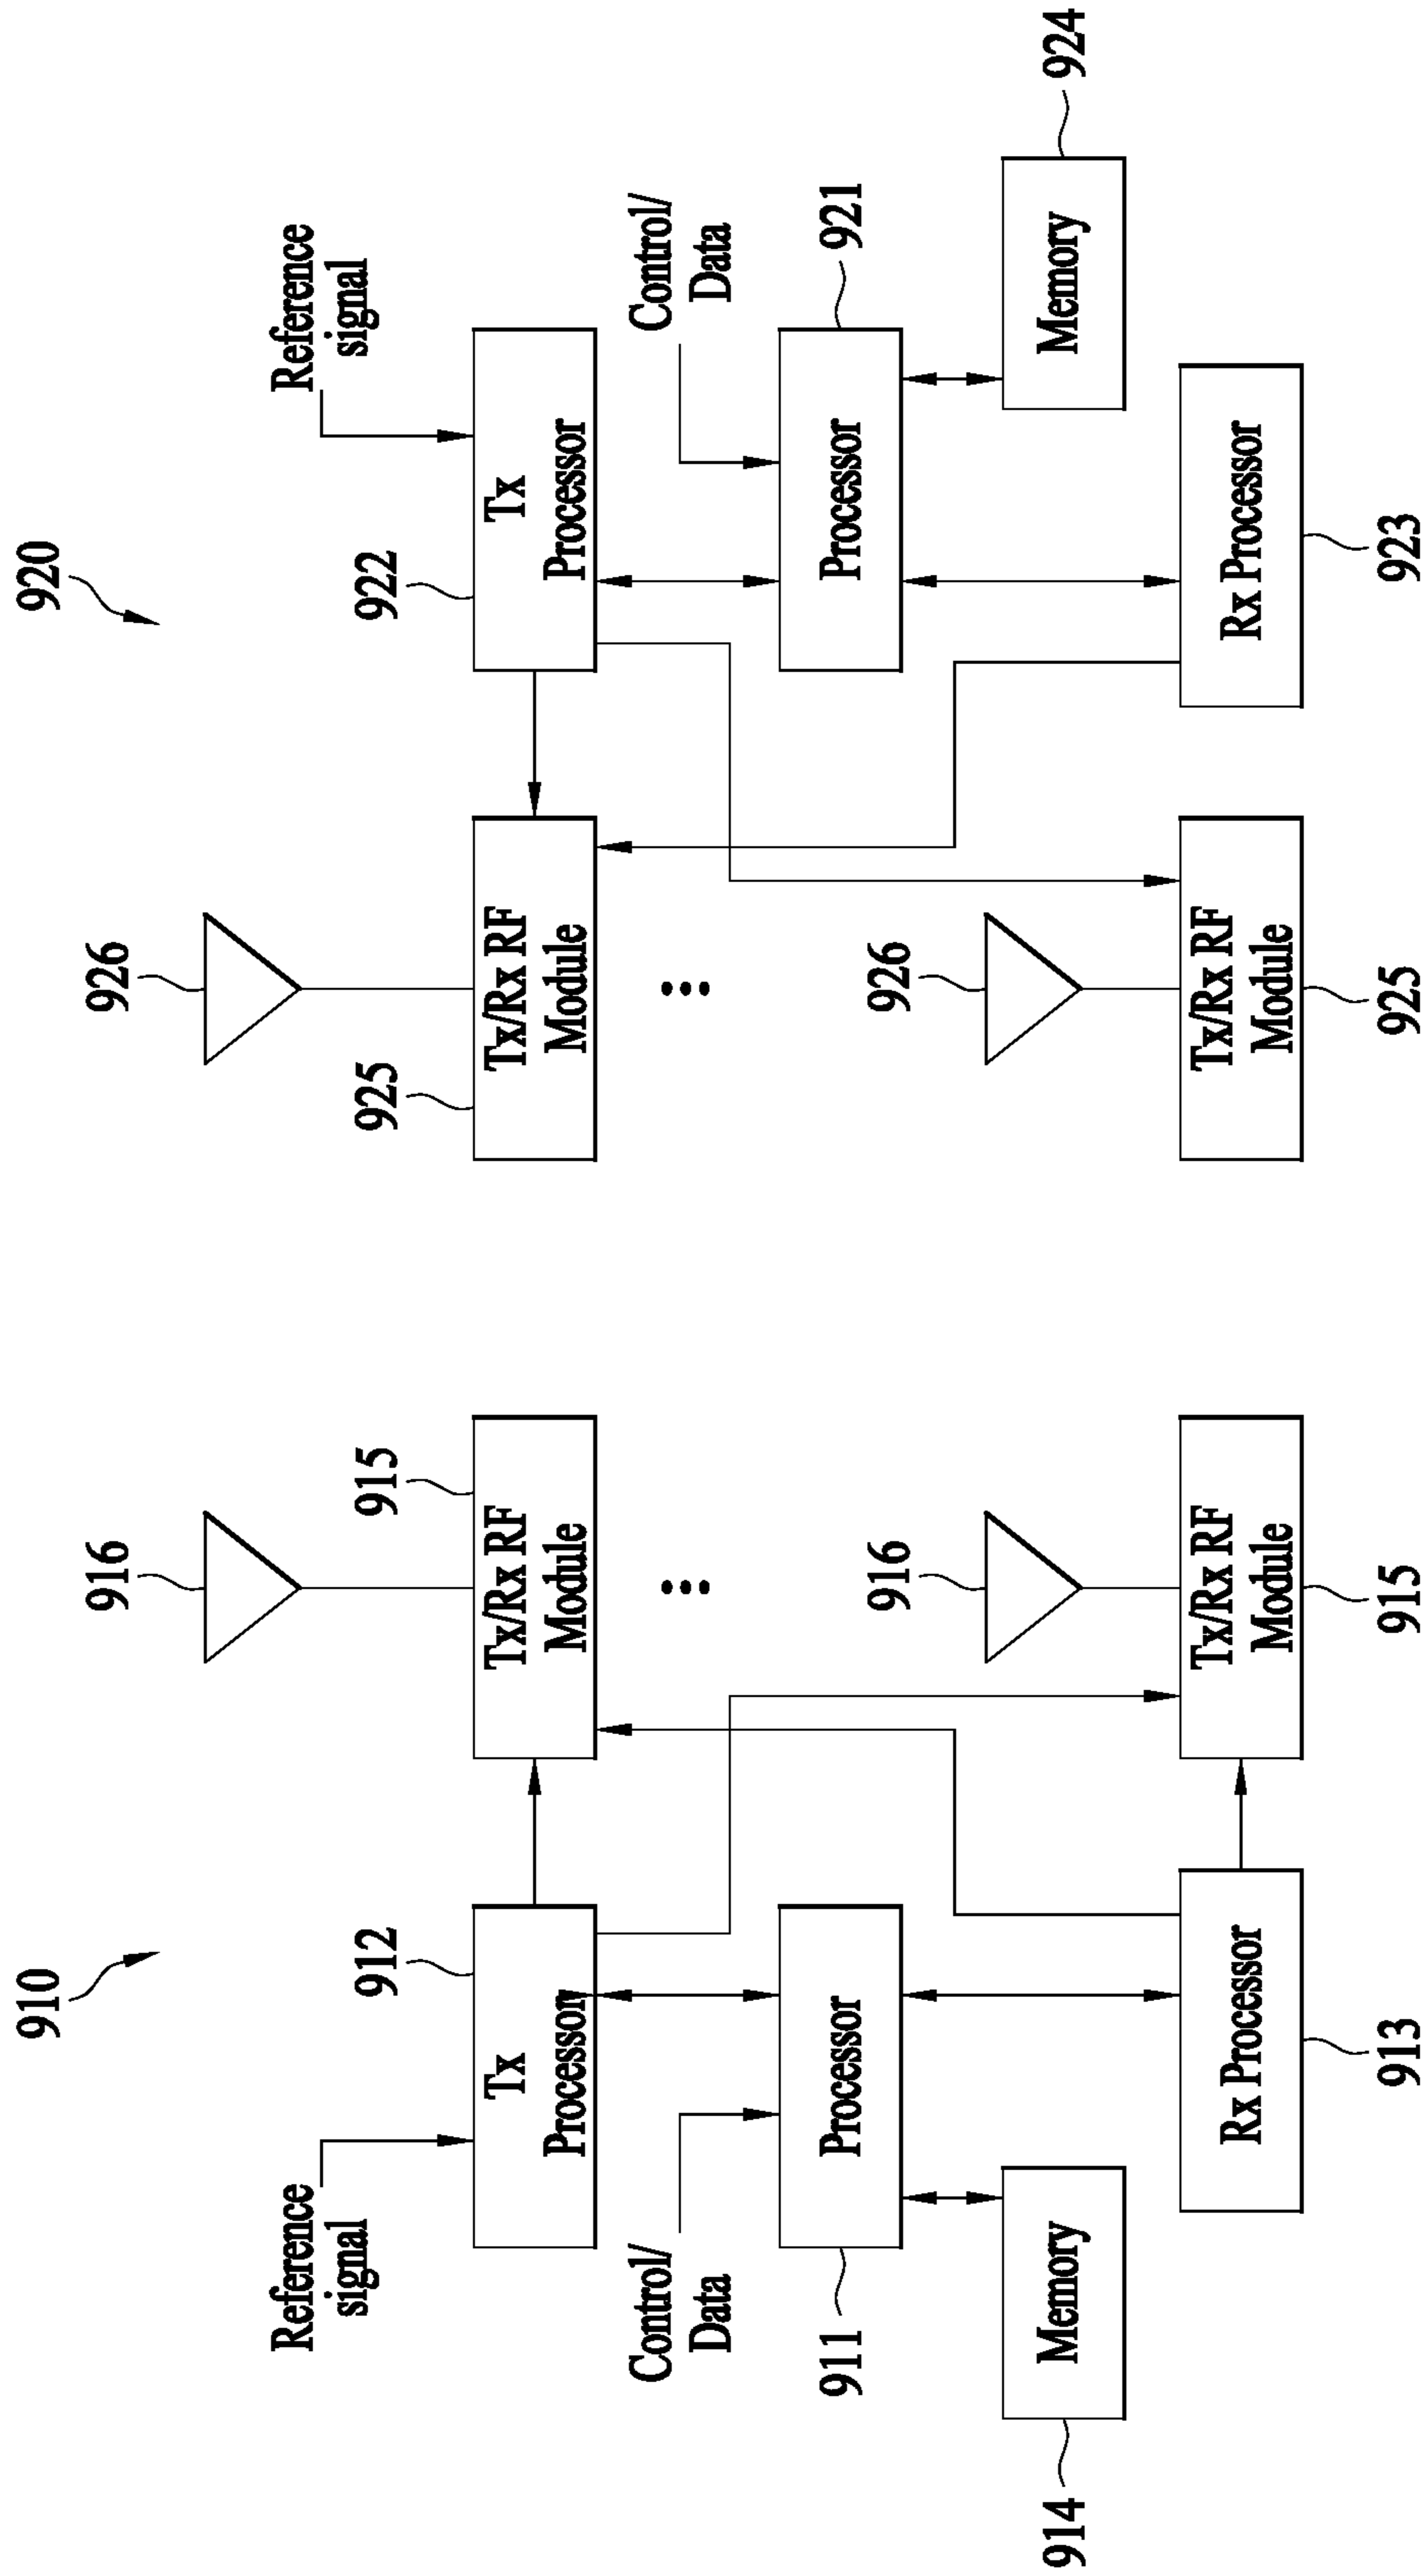 910
920
916
926
Reference
signal
912
915
925
922
Reference
signal
Tx
Processor
Tx/Rx RF
Module
Tx/Rx RF
Module
Tx
Processor
Control/
Data
Control/
Data
911
Processor
916
926
Processor
921
914
Memory
Memory
924
Rx Processor
Tx/Rx RF
Module
Tx/Rx RF
Module
Rx Processor
913
915
925
923